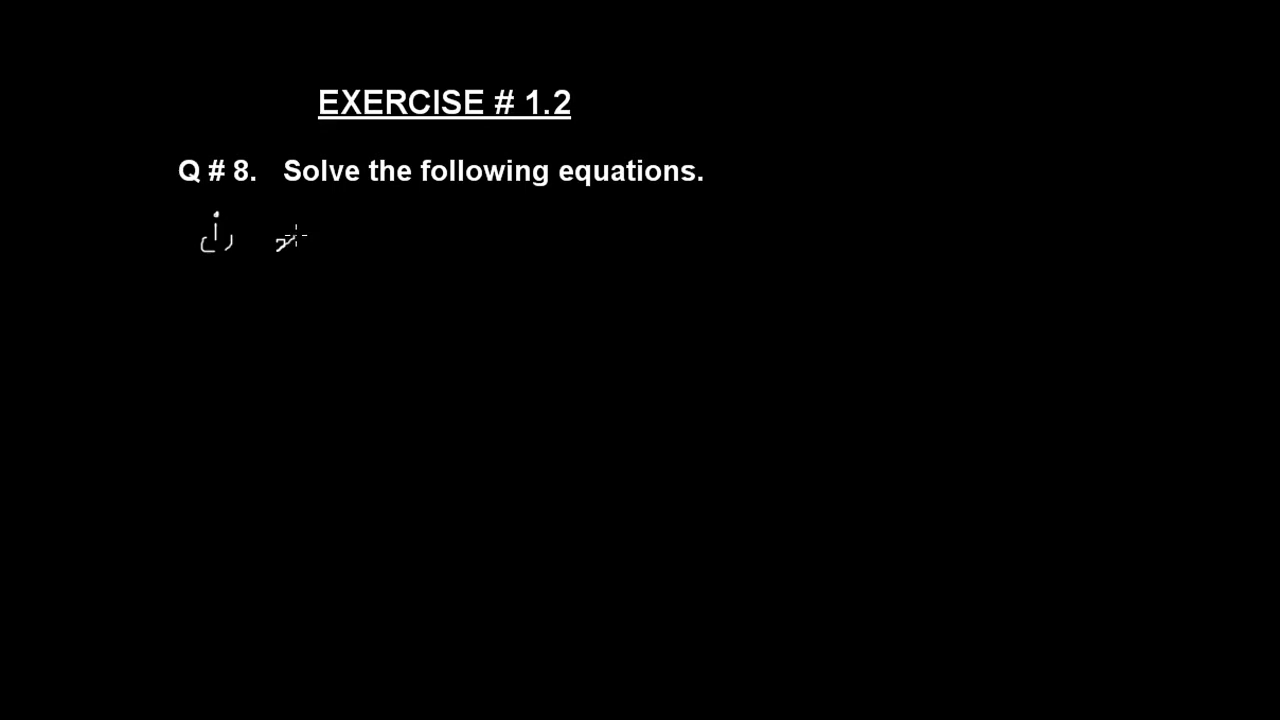 EXERCISE # 1.2
Q # 8. Solve the following equations.
(i)